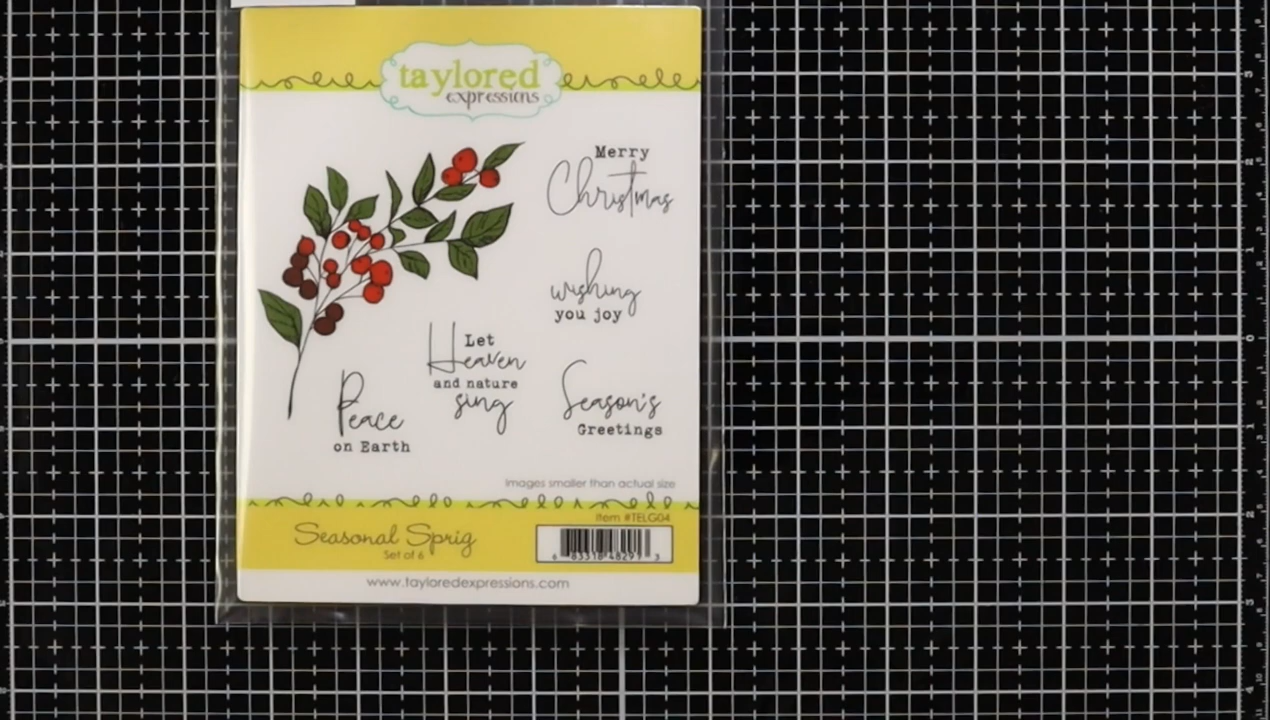 taylored
expressions
Merry
Christmas
wishing
you joy
Let
Heaven
and nature
sing
Peace
on Earth
Season's
Greetings
images smaller than actual size
Item #TELG04
Seasonal Sprig
Set of 6
www.tayloredexpressions.com